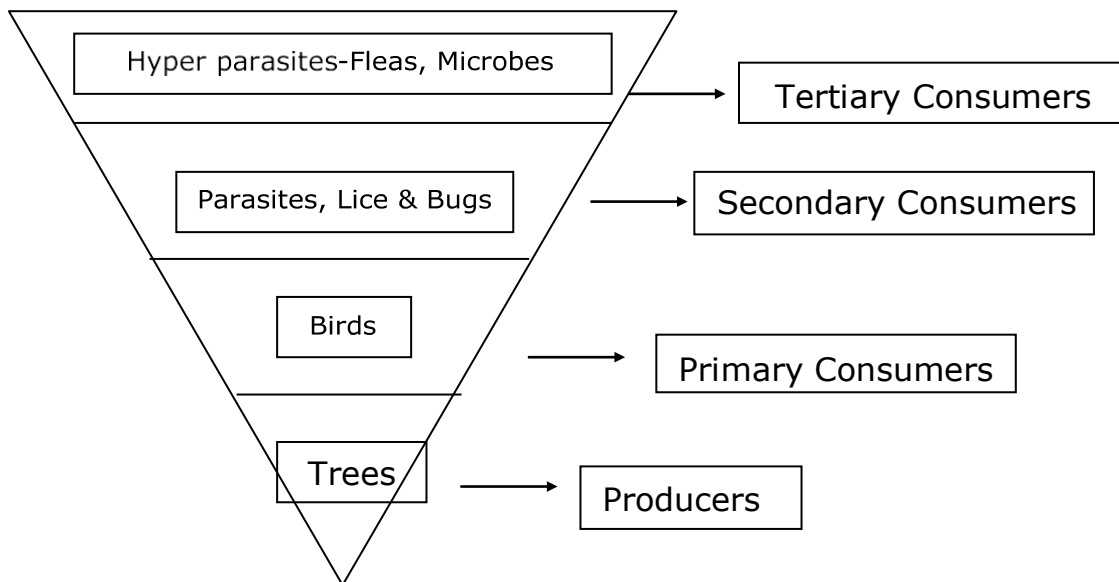 Hyper parasites-Fleas, Microbes
Tertiary Consumers
Parasites, Lice & Bugs
Secondary Consumers
Birds
Primary Consumers
Trees
Producers